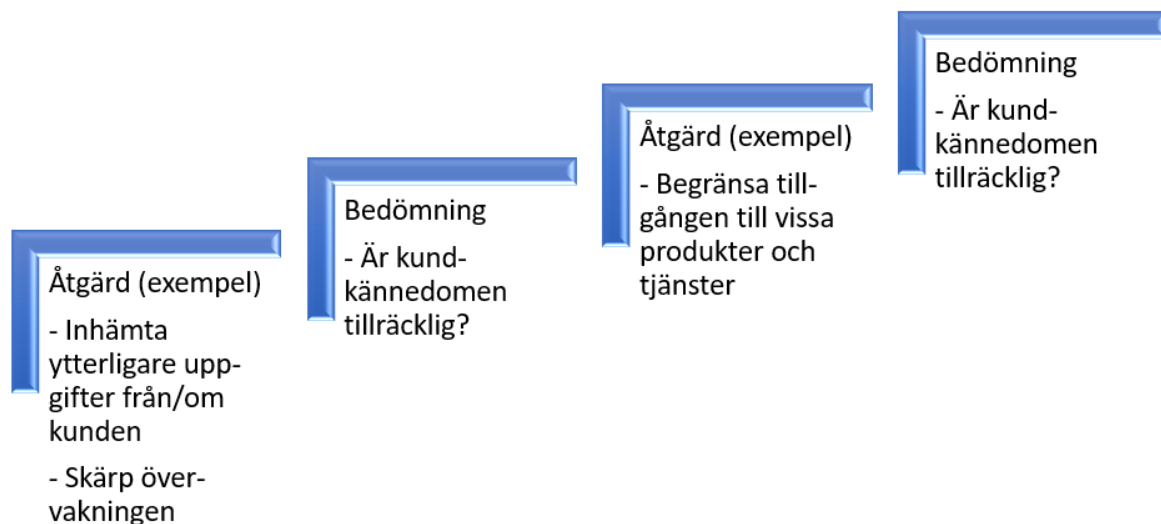 Åtgärd (exempel)
- Inhämta
ytterligare upp-
gifter från/om
kunden
- Skärp över-
vakningen
Bedömning
- Är kund-
kännedomen
tillräcklig?
Åtgärd (exempel)
- Begränsa till-
gången till vissa
produkter och
tjänster
Bedömning
- Är kund-
kännedomen
tillräcklig?